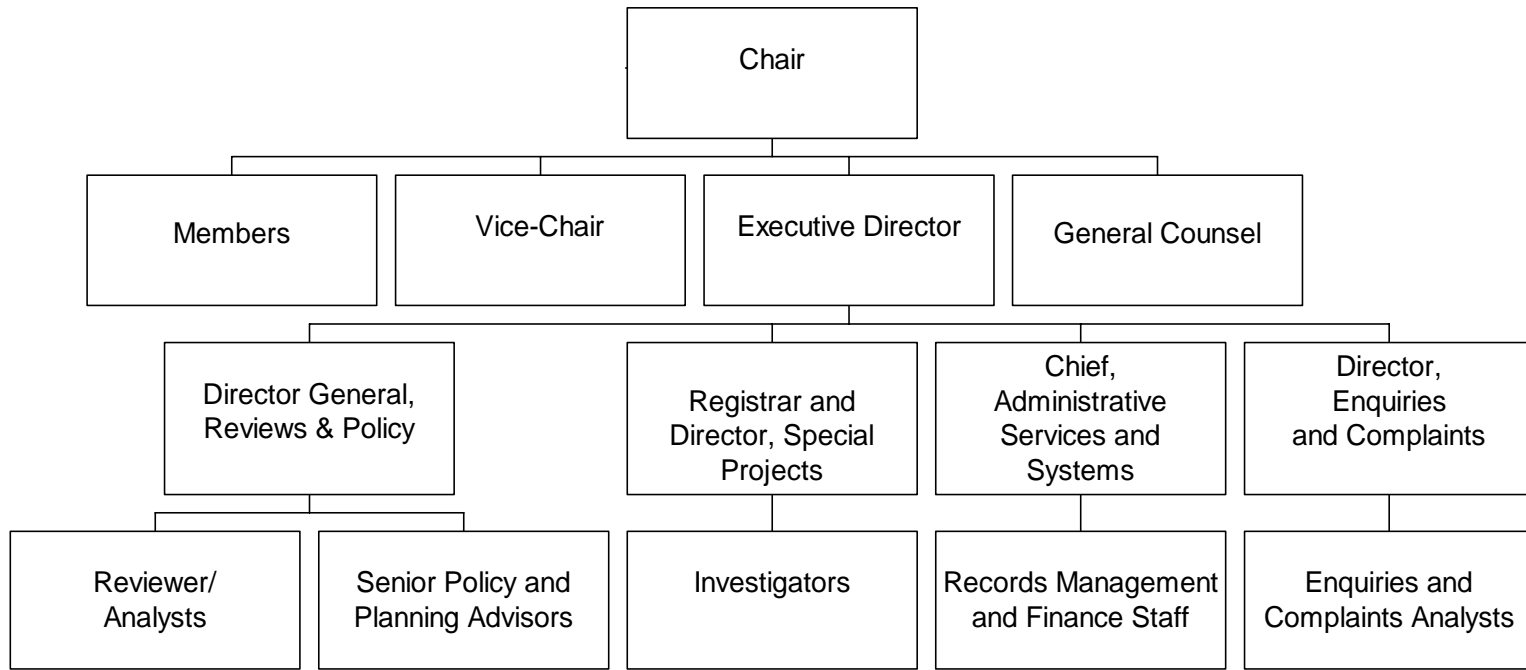 Chair
Members
Vice-Chair
Executive Director
General Counsel
Director General,
Reviews & Policy
Registrar and
Director, Special
Projects
Chief,
Administrative
Services and
Systems
Director,
Enquiries
and Complaints
Reviewer/
Analysts
Senior Policy and
Planning Advisors
Investigators
Records Management
and Finance Staff
Enquiries and
Complaints Analysts